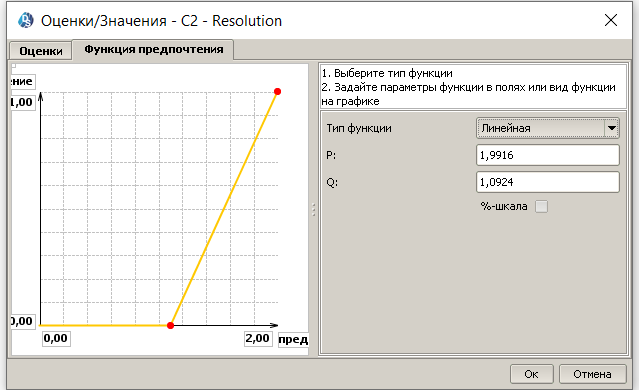 Оценки/Значения - C2 - Resolution
Оценки
Функция предпочтения
ение
1,00
0,00
0,00
2,00
пред
1. Выберите тип функции
2. Задайте параметры функции в полях или вид функции
на графике
Тип функции
Линейная
P:
1,9916
Q:
1,0924
%-шкала
Ок
Отмена